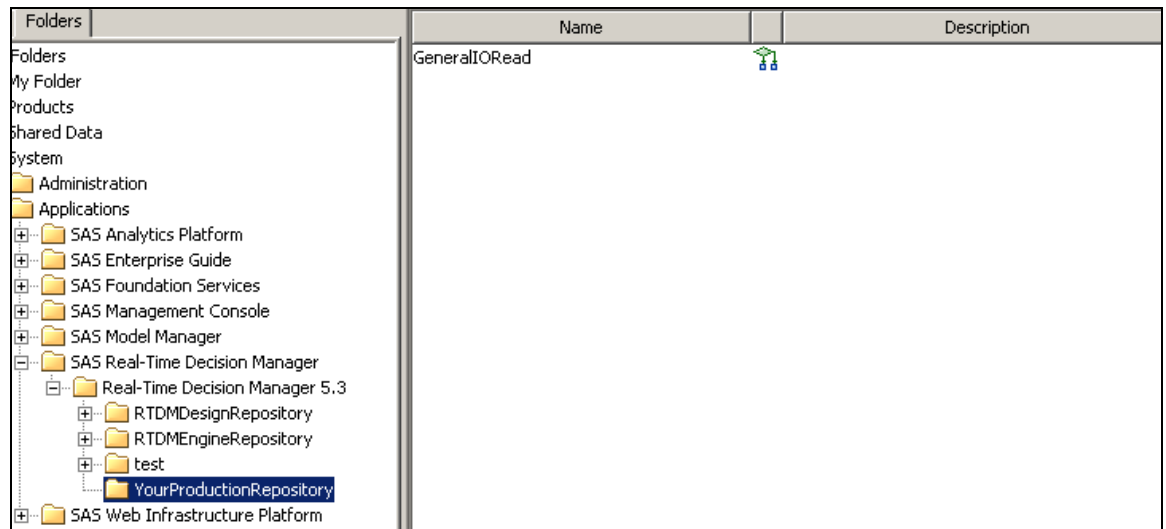 Folders
Name
Description
Folders
My Folder
Products
Shared Data
System
Administration
Applications
SAS Analytics Platform
SAS Enterprise Guide
SAS Foundation Services
SAS Management Console
SAS Model Manager
SAS Real-Time Decision Manager
Real-Time Decision Manager 5.3
RTDMDesignRepository
RTDMEngineRepository
test
YourProductionRepository
SAS Web Infrastructure Platform
GeneralIORead